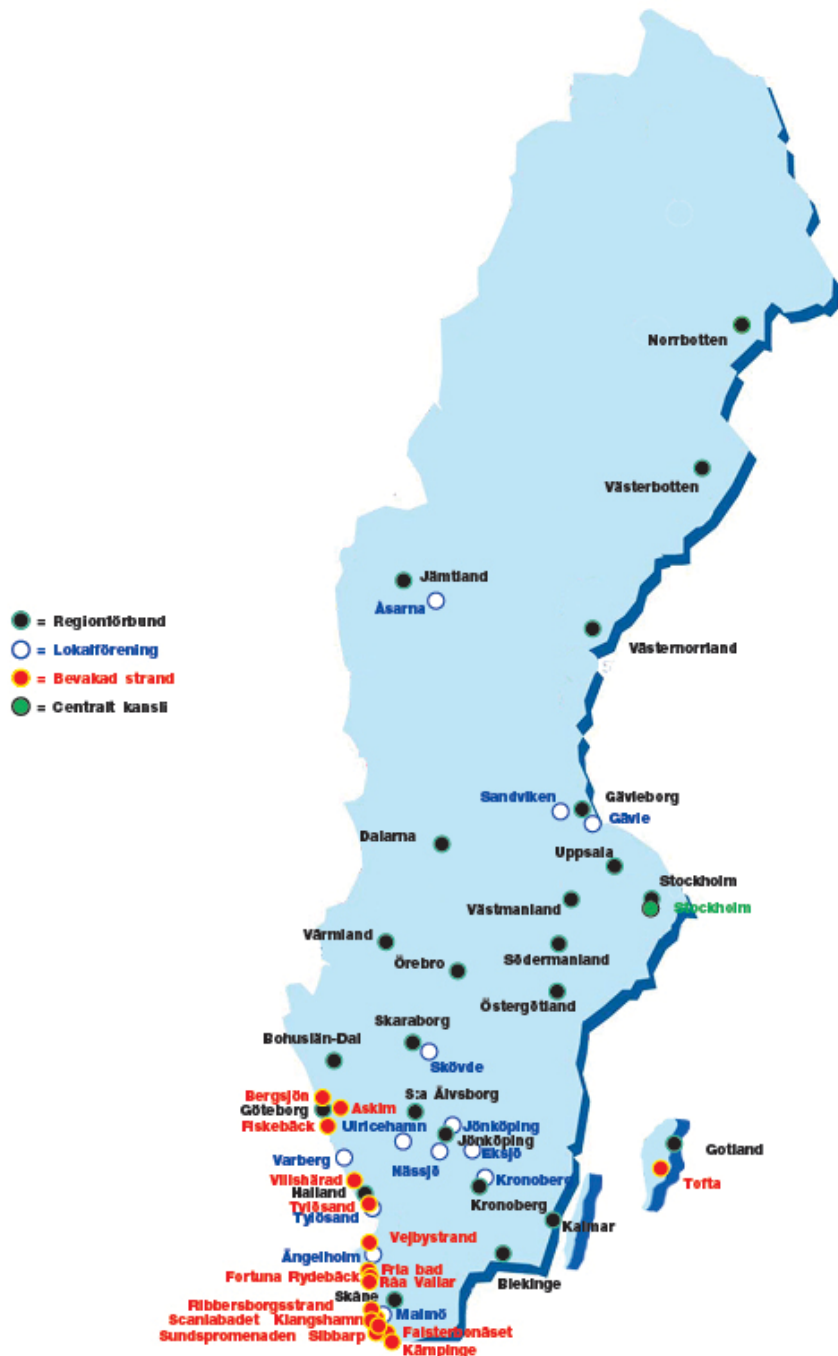 Norrbotten
Västerbotten
Jämtland
Åsarna
= Regionförbund
= Lokalförening
= Bevakad strand
= Centralt kansli
Västernorrland
Sandviken
Gävleborg
Gävle
Dalarna
Uppsala
Stockholm
Stockholm
Västmanland
Värmland
Örebro
Södermanland
Östergötland
Skaraborg
Bohuslän-Dal
Skövde
Bergsjön
S:a Älvsborg
Göteborg
Askim
Fiskebäck
Ulricehamn
Jönköping
Jönköping
Eksjö
Gotland
Varberg
Nässjö
Villshärad
Kronoberg
Tofta
Halland
Tylösand
Kronoberg
Tylösand
Kalmar
Vejbystrand
Ängelholm
Fria bad
Fortuna Rydebäck
Råa Vallar
Blekinge
Skåne
Ribbersborgsstrand
Malmö
Scaniabadet Klangshamn
Sundspromenaden Sibbarp
Falsterbonäset
Kämpinge